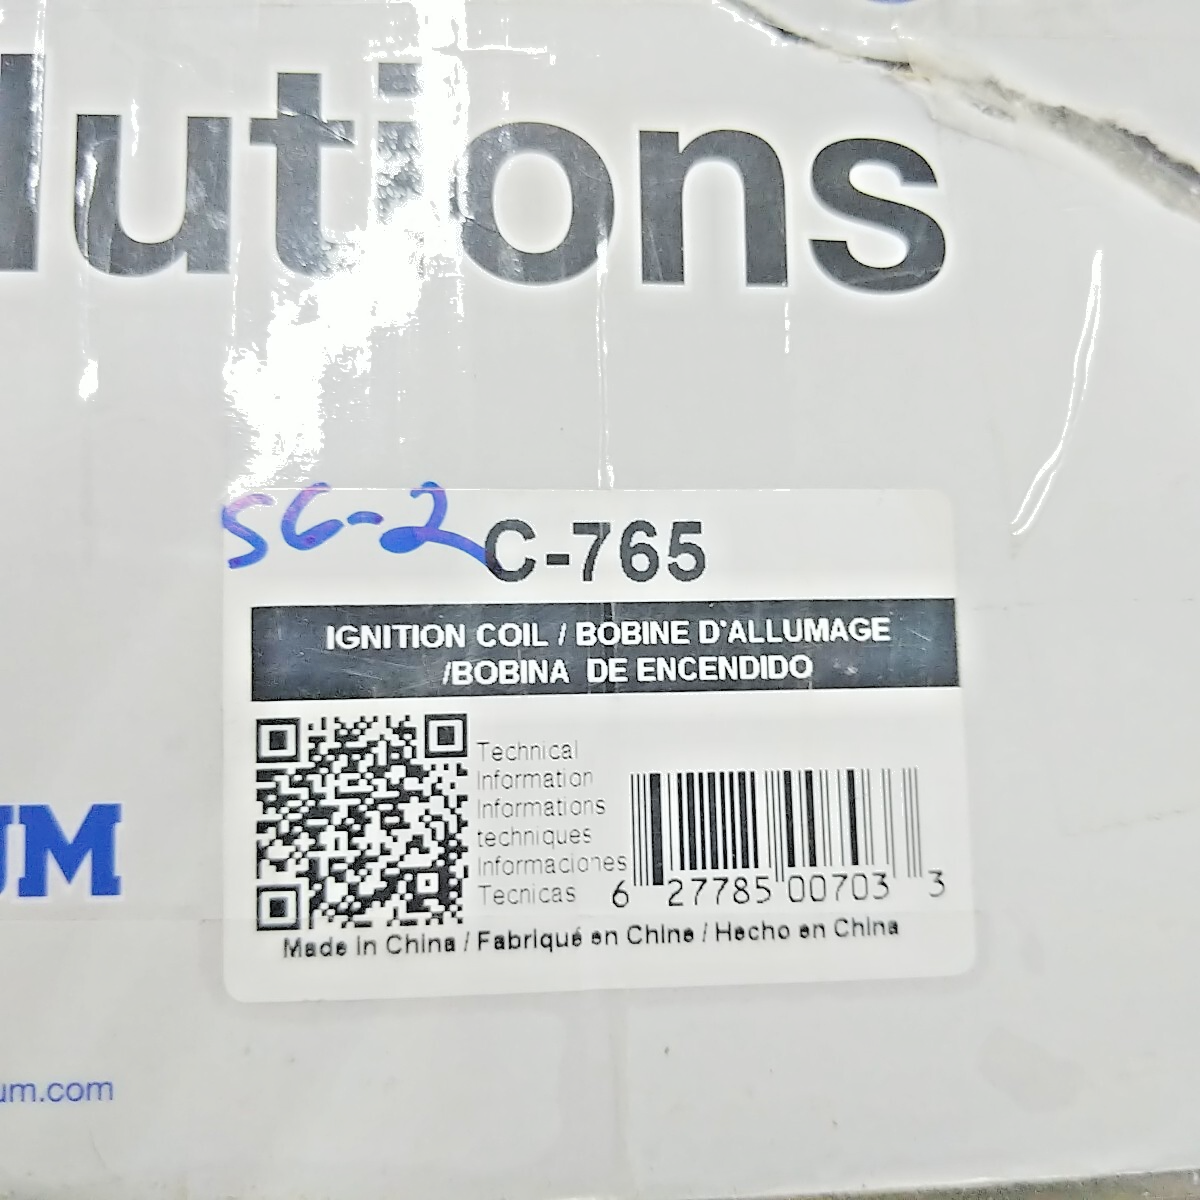 lutions
SG-2
C-765
IGNITION COIL / BOBINE D'ALLUMAGE
/BOBINA DE ENCENDIDO
Technical
Information
Informations
techniques
Informaciones
Tecnicas
6 27785 00703 3
Made in China / Fabriqué en Chine / Hecho en China
UM
um.com